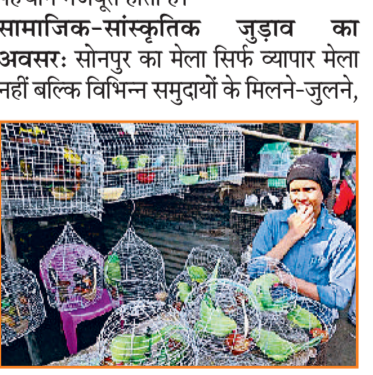 सामाजिक-सांस्कृतिक जुड़ाव का
अवसरः सोनपुर का मेला सिर्फ व्यापार मेला
नहीं बल्कि विभिन्न समुदायों के मिलने-जुलने,